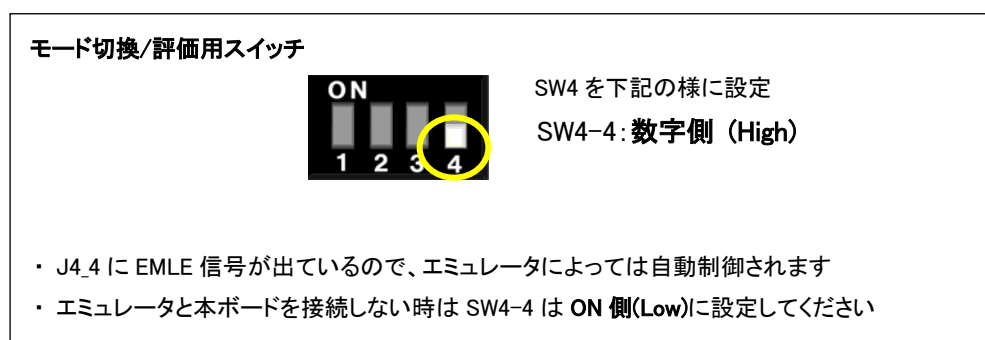 モード切換/評価用スイッチ
ON
1 2 3 4
SW4 を下記の様に設定
SW4-4:数字側 (High)
・ J4_4 に EMLE 信号が出ているので、エミュレータによっては自動制御されます
・ エミュレータと本ボードを接続しない時は SW4-4 は ON 側(Low)に設定してください